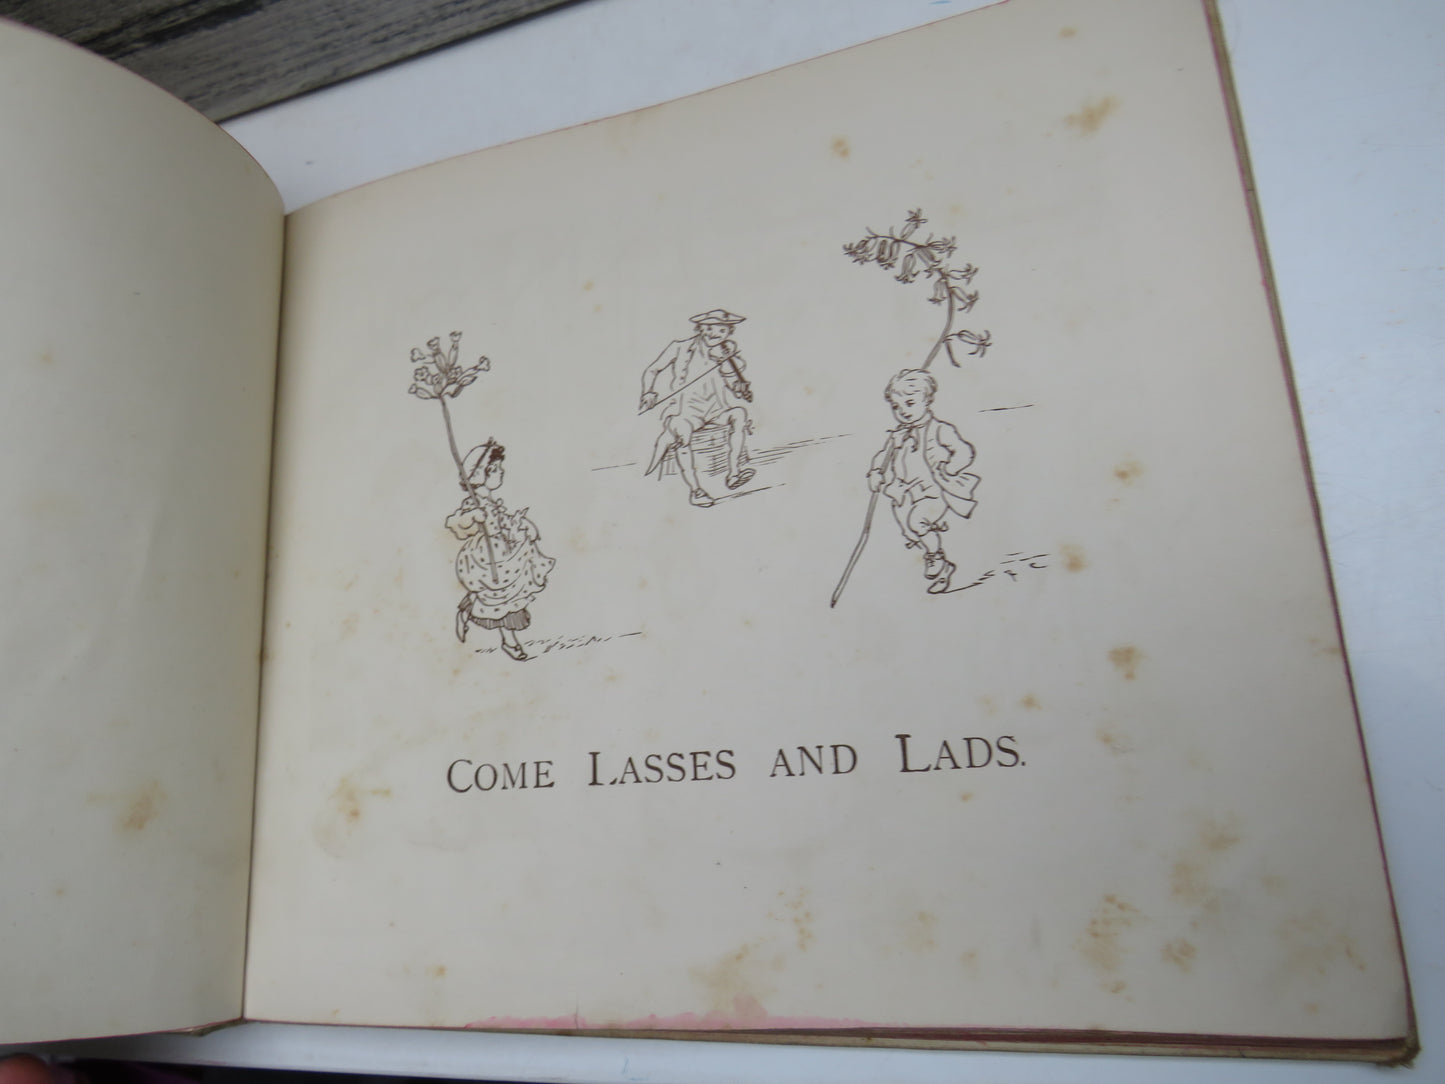 COME LASSES AND LADS.